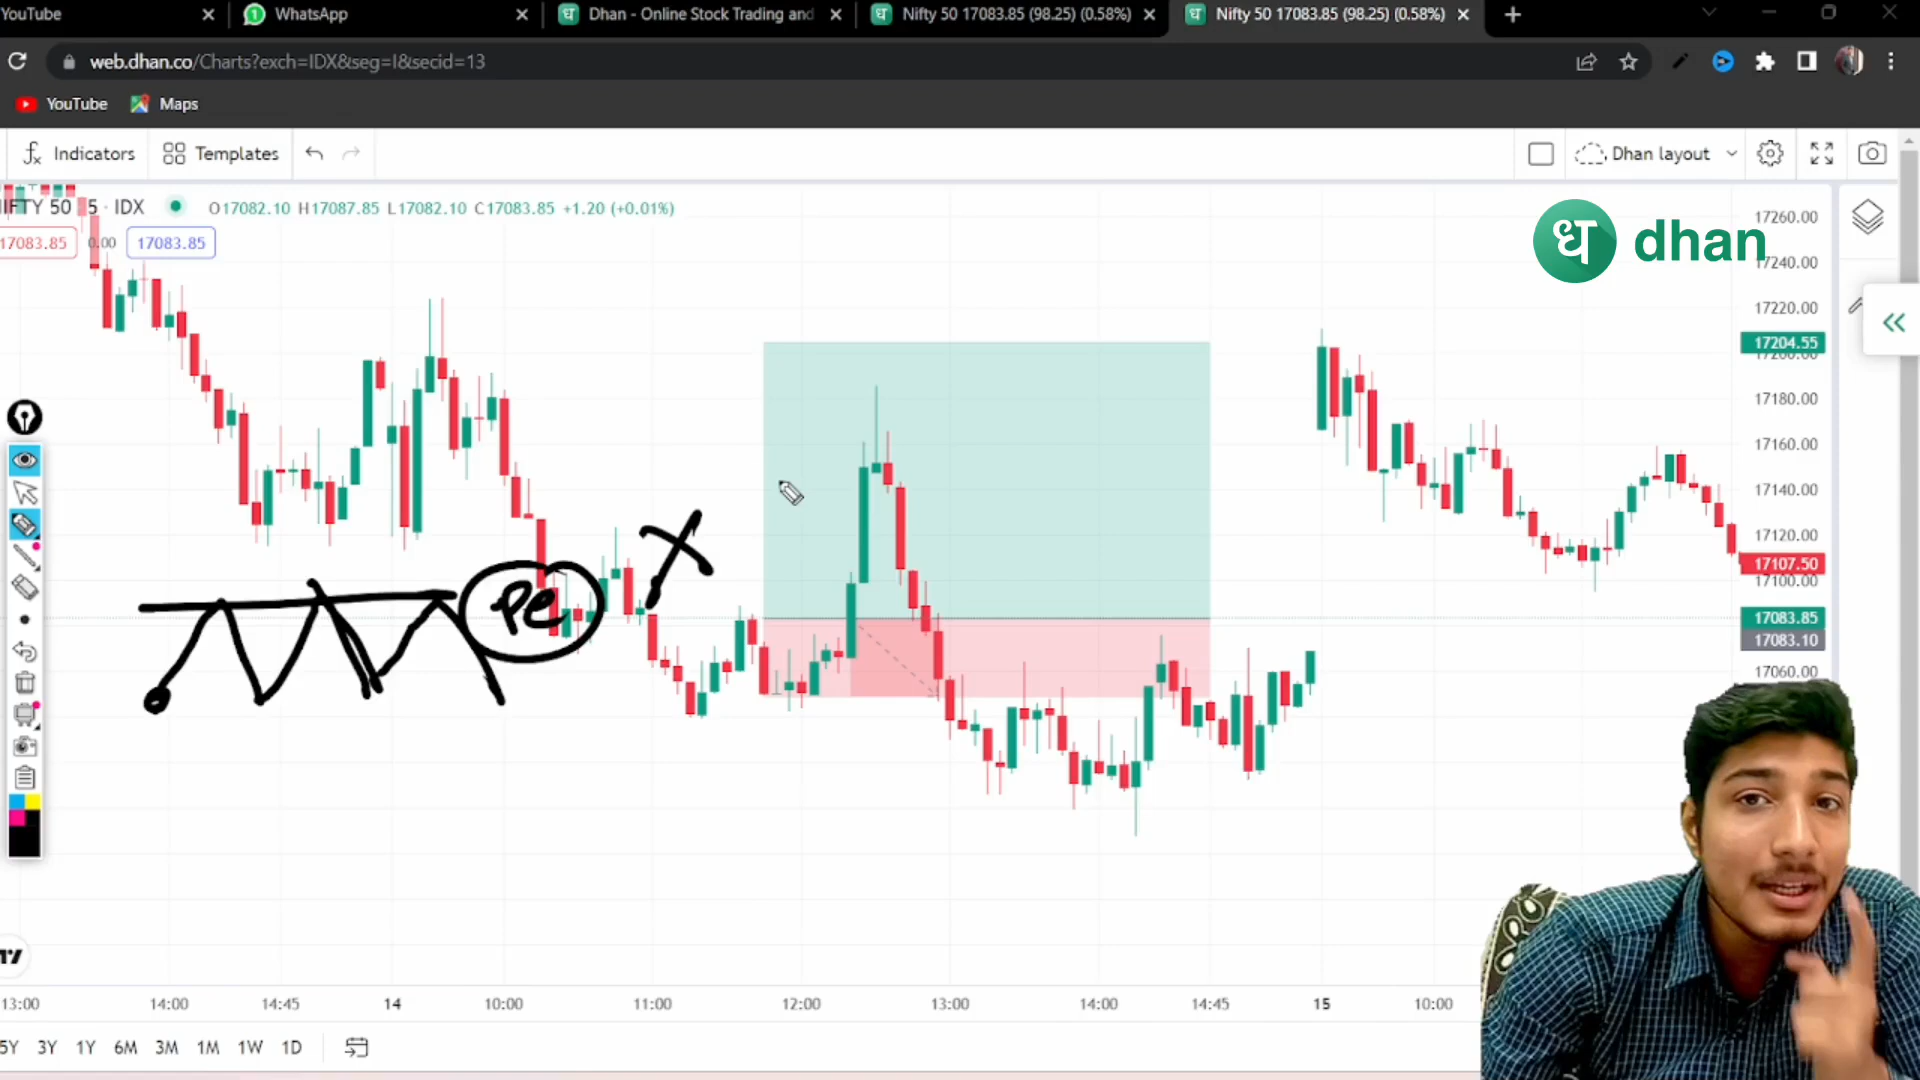 YouTube
WhatsApp
Dhan - Online Stock Trading and
Nifty 50 17083.85 (98.25) (0.58%)
Nifty 50 17083.85 (98.25) (0.58%)
web.dhan.co/Charts?exch=IDX&seg=I&secid=13
YouTube
Maps
fx Indicators
Templates
Dhan layout
IFTY 50 · 5 · IDX
O17082.10 H17087.85 L17082.10 C17083.85 +1.20 (+0.01%)
17083.85
0.00
17083.85
ध dhan
17260.00
17240.00
17220.00
17204.55
17200.00
17180.00
17160.00
17140.00
17120.00
17107.50
17100.00
17083.85
17083.10
17060.00
Pe
X
13:00
14:00
14:45
14
10:00
11:00
12:00
13:00
14:00
14:45
15
10:00
5Y 3Y 1Y 6M 3M 1M 1W 1D